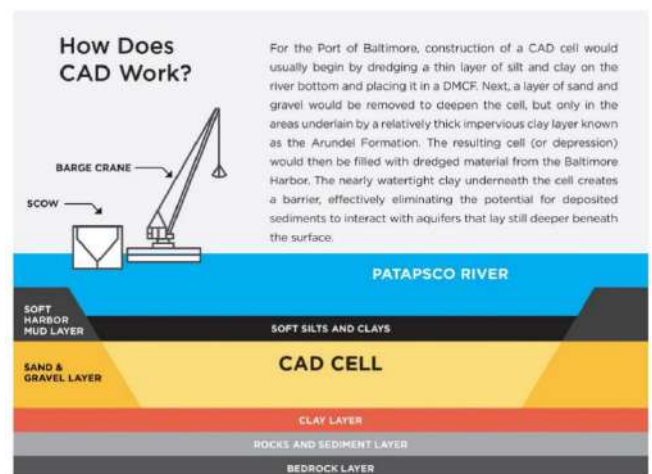 How Does
CAD Work?
For the Port of Baltimore, construction of a CAD cell would
usually begin by dredging a thin layer of silt and clay on the
river bottom and placing it in a DMCF. Next, a layer of sand and
gravel would be removed to deepen the cell, but only in the
areas underlain by a relatively thick impervious clay layer known
as the Arundel Formation. The resulting cell (or depression)
would then be filled with dredged material from the Baltimore
Harbor. The nearly watertight clay underneath the cell creates
a barrier, effectively eliminating the potential for deposited
sediments to interact with aquifers that lay still deeper beneath
the surface.
BARGE CRANE
SCOW
PATAPSCO RIVER
SOFT
HARBOR
MUD LAYER
SOFT SILTS AND CLAYS
SAND &
GRAVEL LAYER
CAD CELL
CLAY LAYER
ROCKS AND SEDIMENT LAYER
BEDROCK LAYER